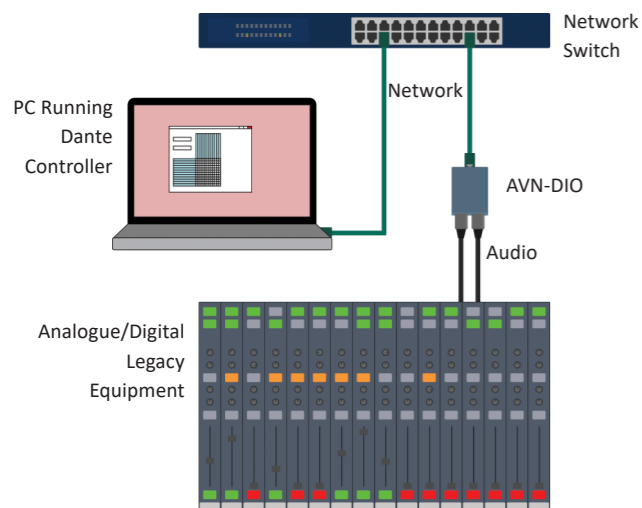 Network
Switch
Network
PC Running
Dante
Controller
AVN-DIO
Audio
Analogue/Digital
Legacy
Equipment